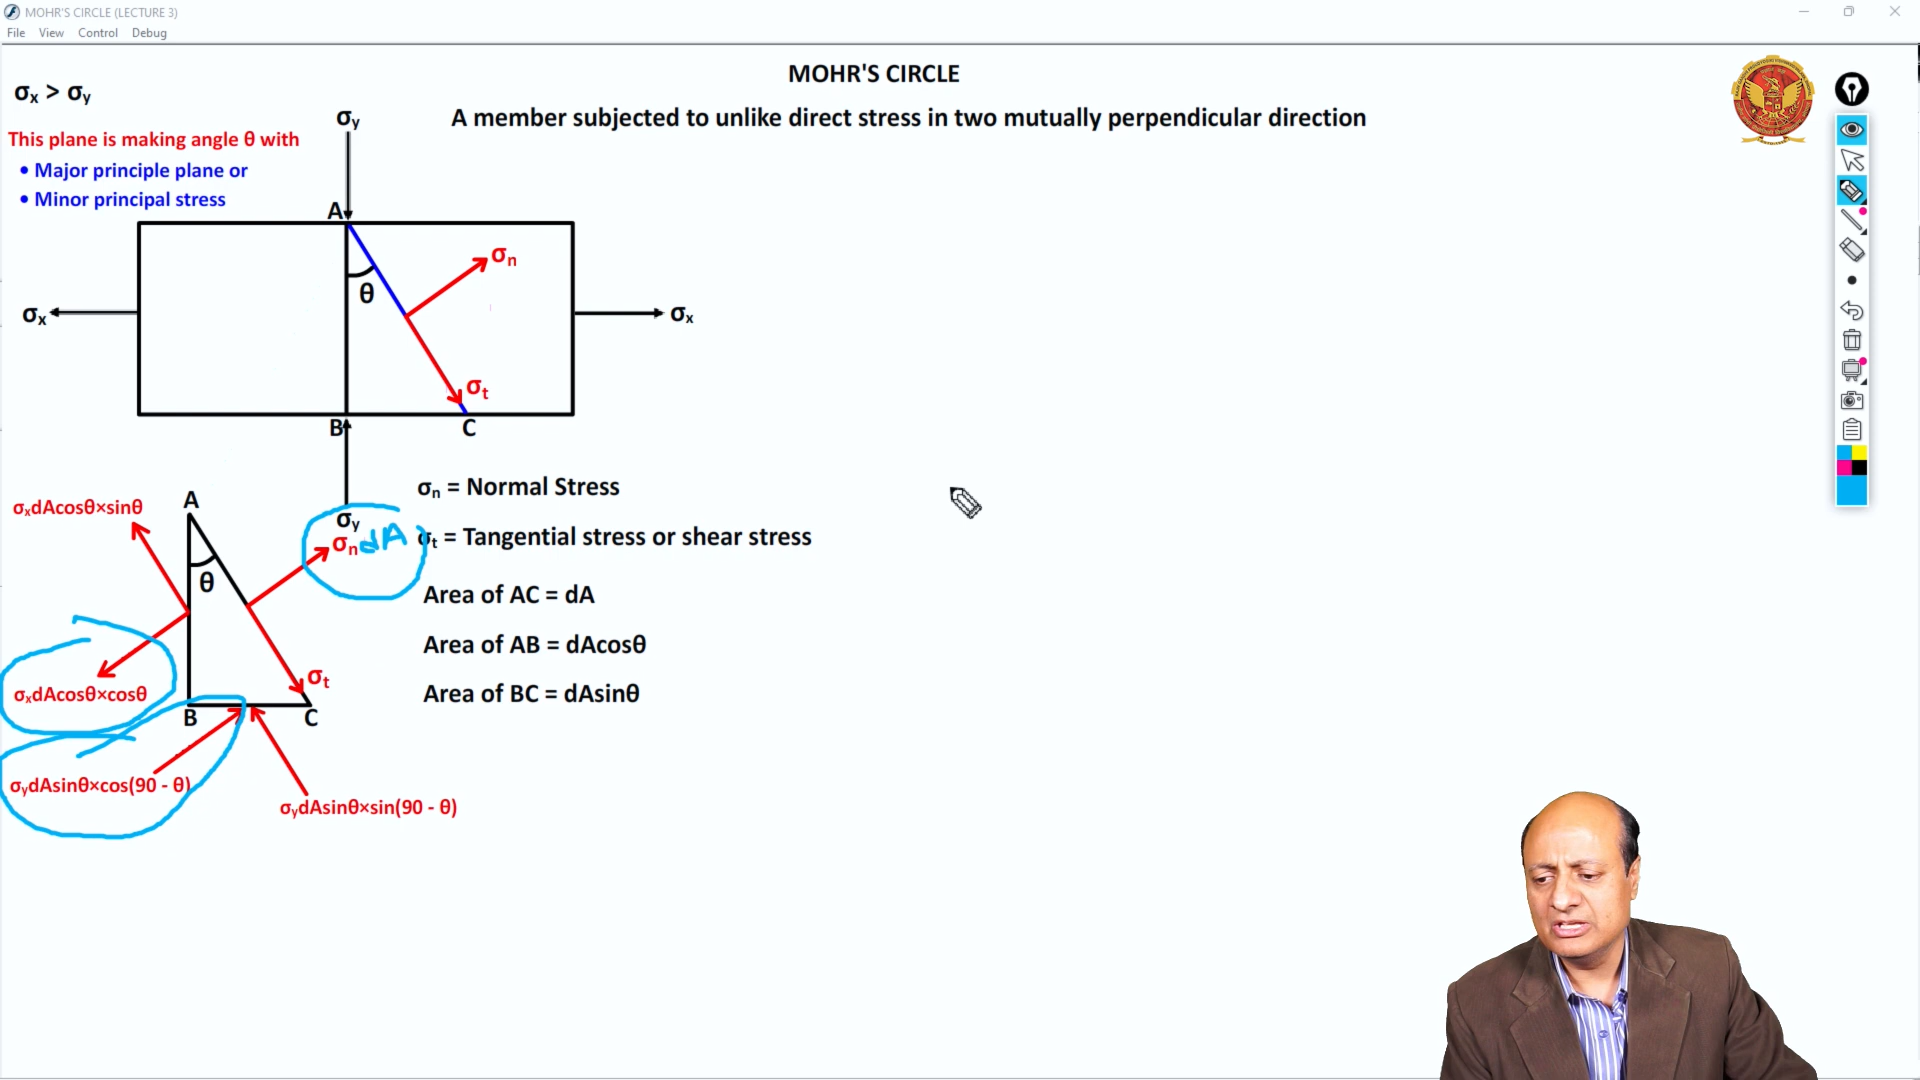 MOHR'S CIRCLE (LECTURE 3)
File View Control Debug
MOHR'S CIRCLE
σx > σy
A member subjected to unlike direct stress in two mutually perpendicular direction
This plane is making angle θ with
• Major principle plane or
• Minor principal stress
σy
A
σn
θ
σx
σx
σt
B
C
σy
σn = Normal Stress
σt = Tangential stress or shear stress
Area of AC = dA
Area of AB = dAcosθ
Area of BC = dAsinθ
σxdAcosθ×sinθ
A
σndA
θ
σt
σxdAcosθ×cosθ
B
C
σydAsinθ×cos(90 - θ)
σydAsinθ×sin(90 - θ)